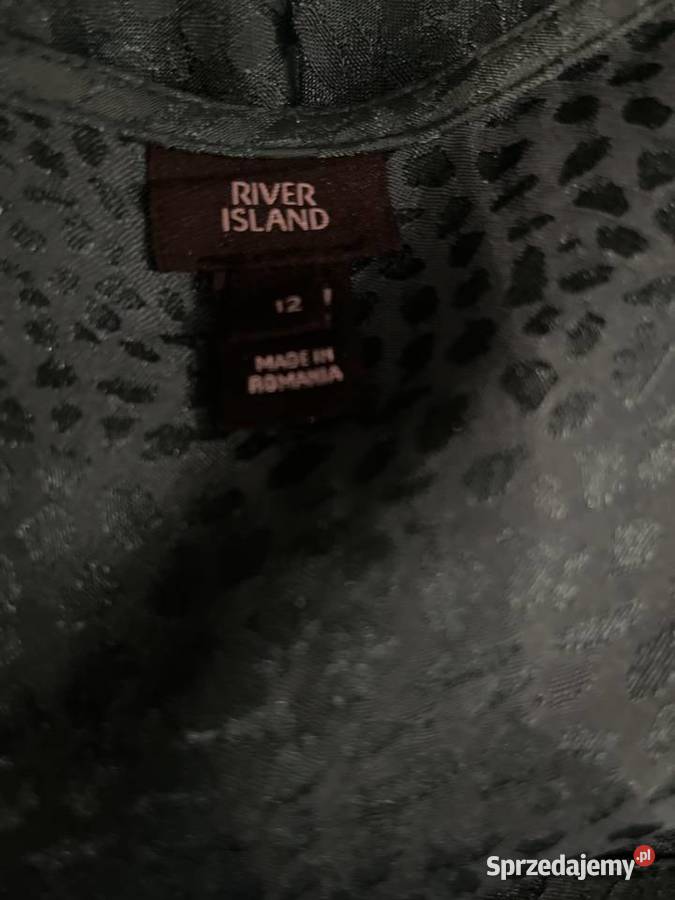 RIVER
ISLAND
12
MADE IN
ROMANIA
Sprzedajemy.pl